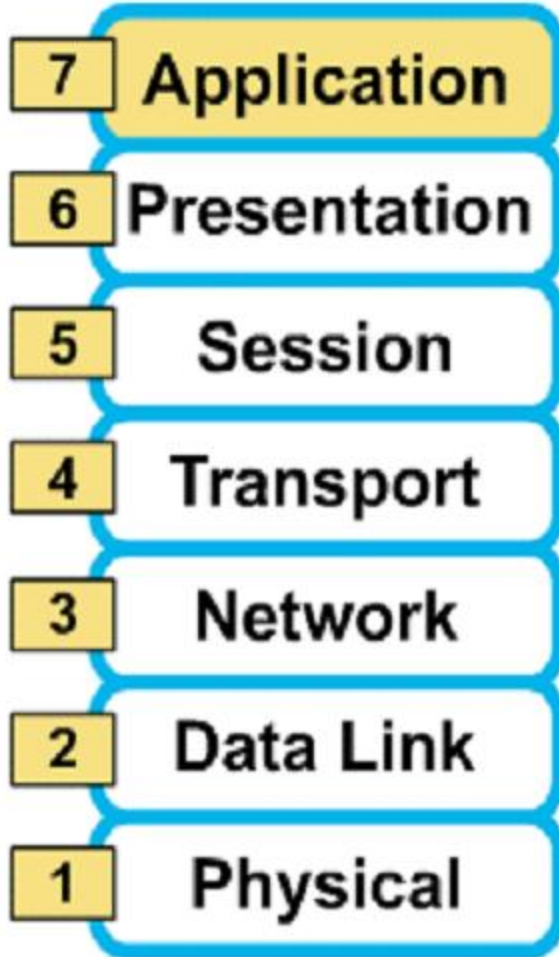 7 Application
6 Presentation
5 Session
4 Transport
3 Network
2 Data Link
1 Physical